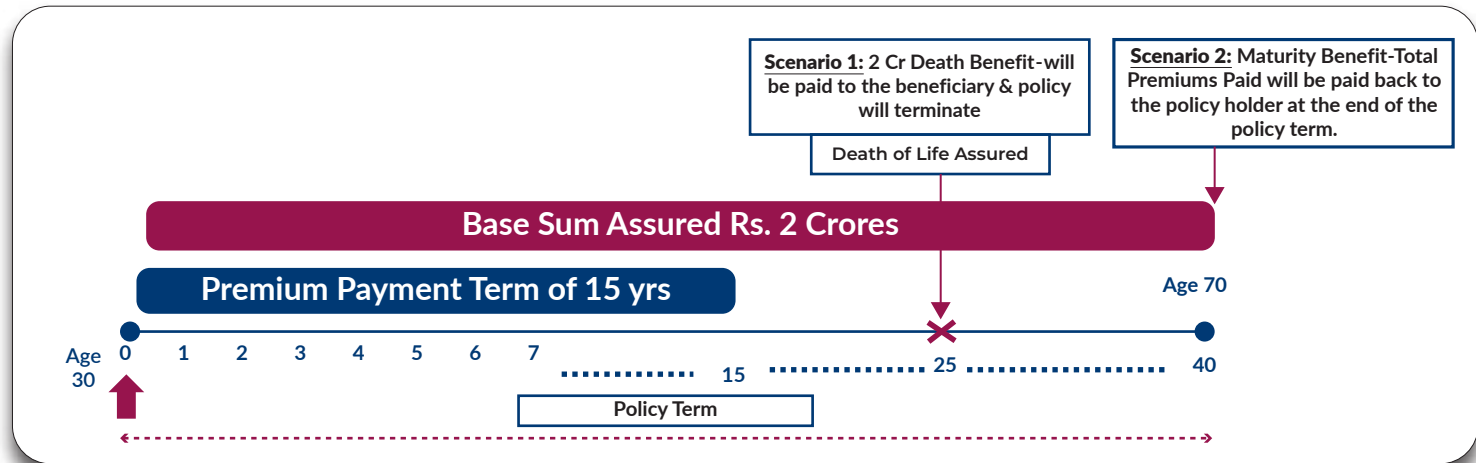 Scenario 1: 2 Cr Death Benefit-will
be paid to the beneficiary & policy
will terminate
Death of Life Assured
Scenario 2: Maturity Benefit-Total
Premiums Paid will be paid back to
the policy holder at the end of the
policy term.
Base Sum Assured Rs. 2 Crores
Premium Payment Term of 15 yrs
Age 70
Age
30
0 1 2 3 4 5 6 7 15 25 40
Policy Term